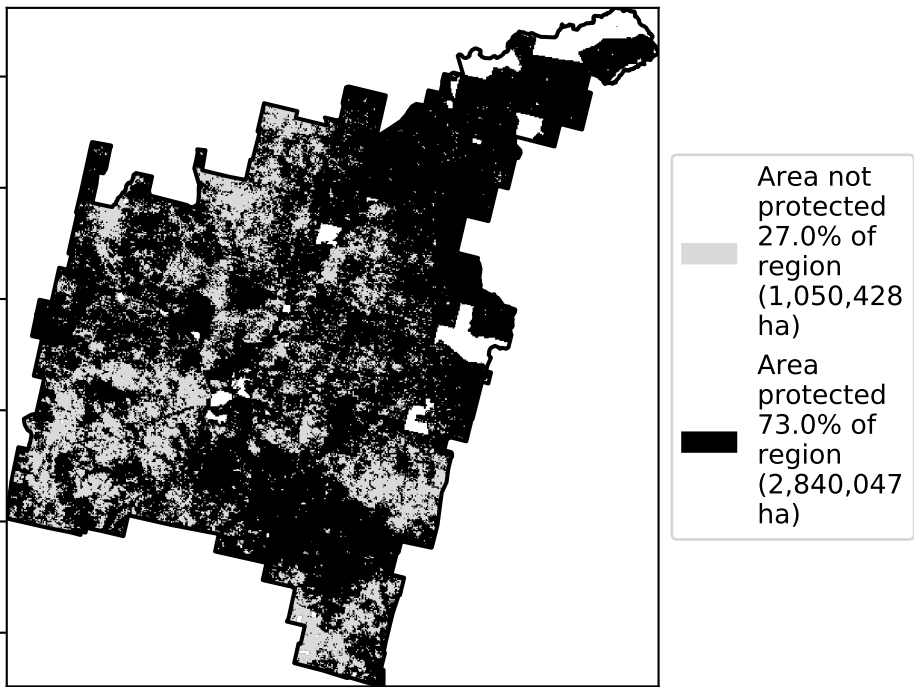 Area not
protected
27.0% of
region
(1,050,428
ha)
Area
protected
73.0% of
region
(2,840,047
ha)